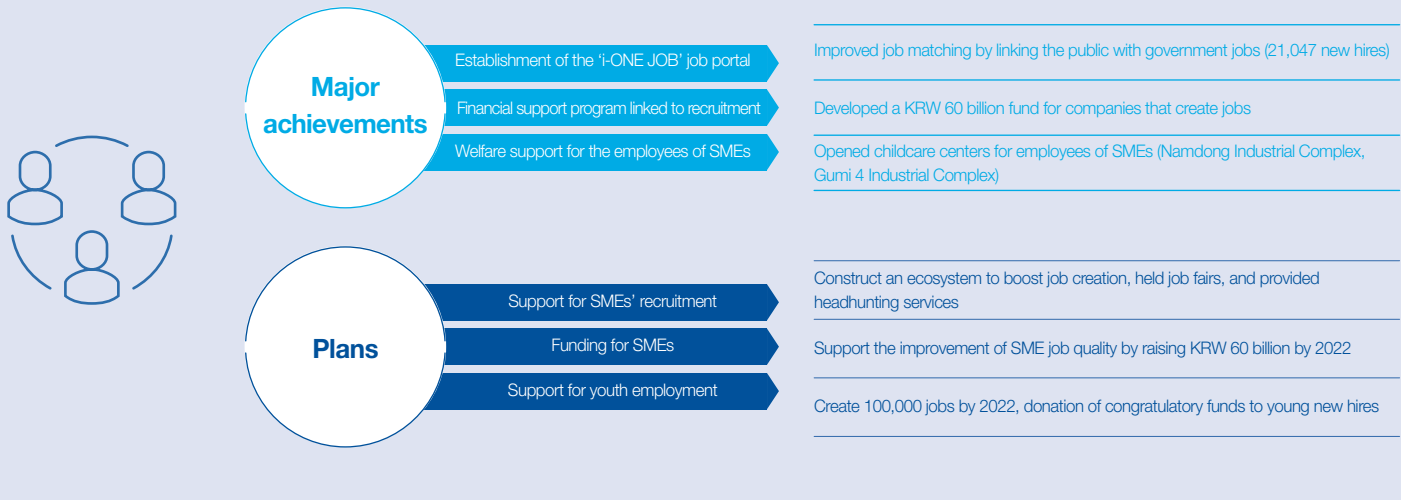 Major
achievements
Establishment of the ‘i-ONE JOB’ job portal
Improved job matching by linking the public with government jobs (21,047 new hires)
Financial support program linked to recruitment
Developed a KRW 60 billion fund for companies that create jobs
Welfare support for the employees of SMEs
Opened childcare centers for employees of SMEs (Namdong Industrial Complex,
Gumi 4 Industrial Complex)
Plans
Support for SMEs’ recruitment
Construct an ecosystem to boost job creation, held job fairs, and provided
headhunting services
Funding for SMEs
Support the improvement of SME job quality by raising KRW 60 billion by 2022
Support for youth employment
Create 100,000 jobs by 2022, donation of congratulatory funds to young new hires